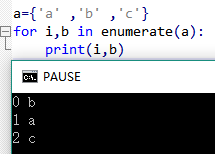 a={'a' ,'b' ,'c'}
for i,b in enumerate(a):
    print(i,b)
C:\. PAUSE
0 b
1 a
2 c